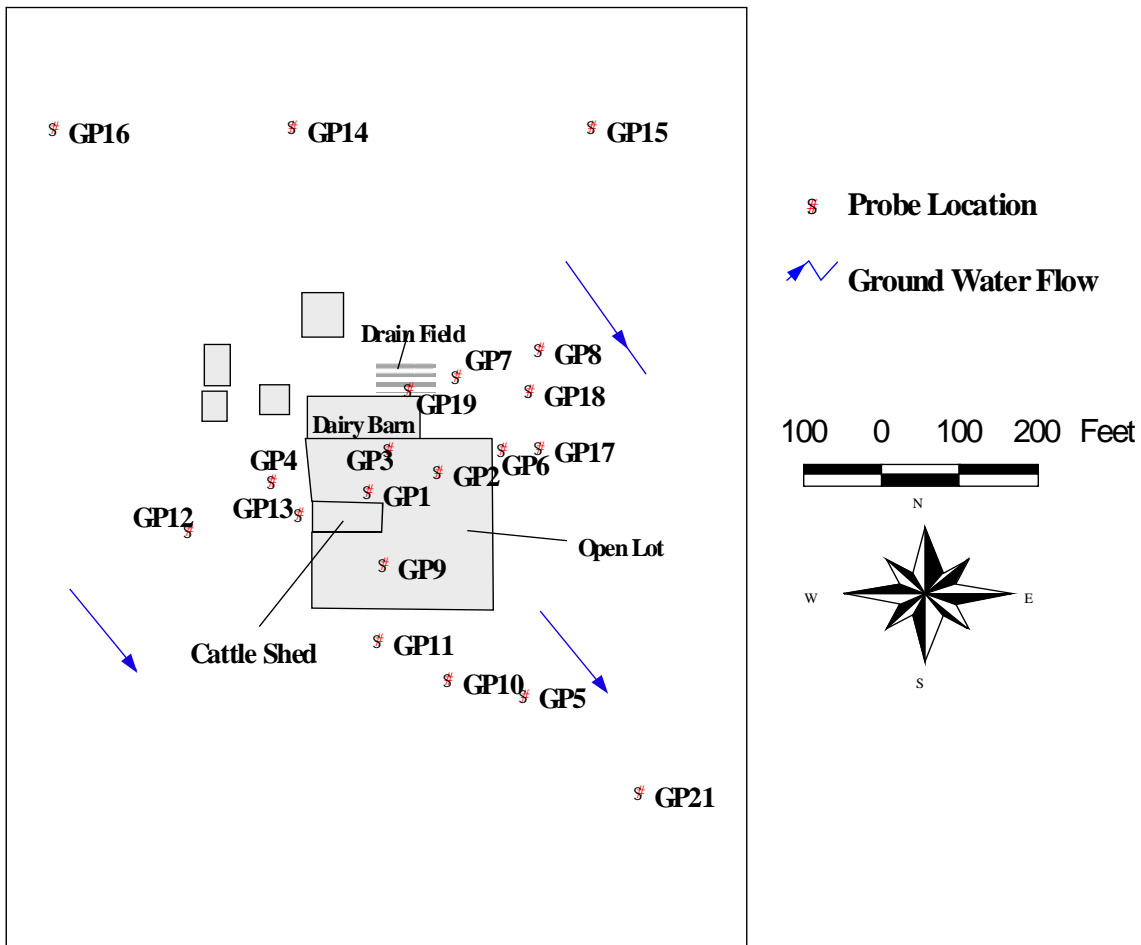 GP16
GP14
GP15
Probe Location
Ground Water Flow
Drain Field
GP7
GP8
GP18
GP19
Dairy Barn
100 0 100 200 Feet
GP4
GP3
GP6
GP17
GP2
GP1
GP13
GP12
N
Open Lot
GP9
W
E
Cattle Shed
GP11
S
GP10
GP5
GP21